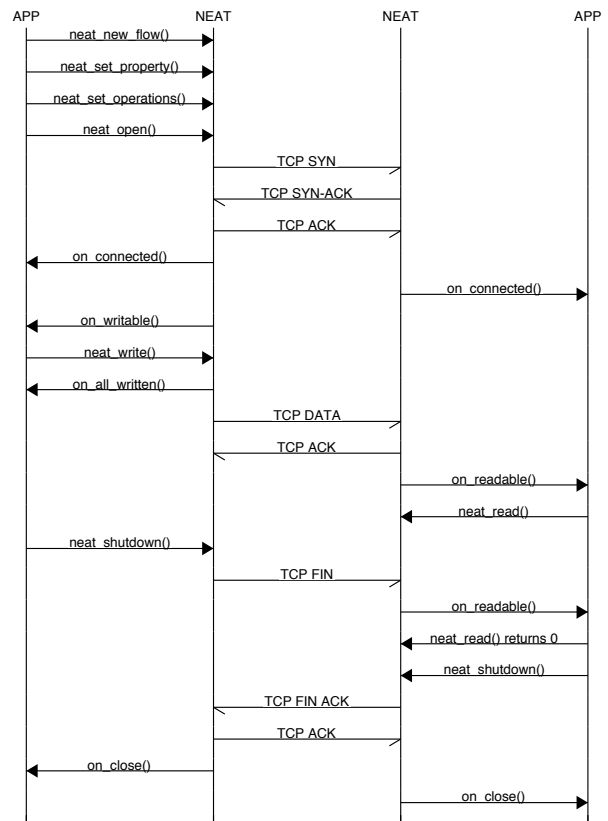 APP NEAT NEAT APP
neat_new_flow()
neat_set_property()
neat_set_operations()
neat_open()
TCP SYN
TCP SYN-ACK
TCP ACK
on_connected()
on_connected()
on_writable()
neat_write()
on_all_written()
TCP DATA
TCP ACK
on_readable()
neat_read()
neat_shutdown()
TCP FIN
on_readable()
neat_read() returns 0
neat_shutdown()
TCP FIN ACK
TCP ACK
on_close()
on_close()